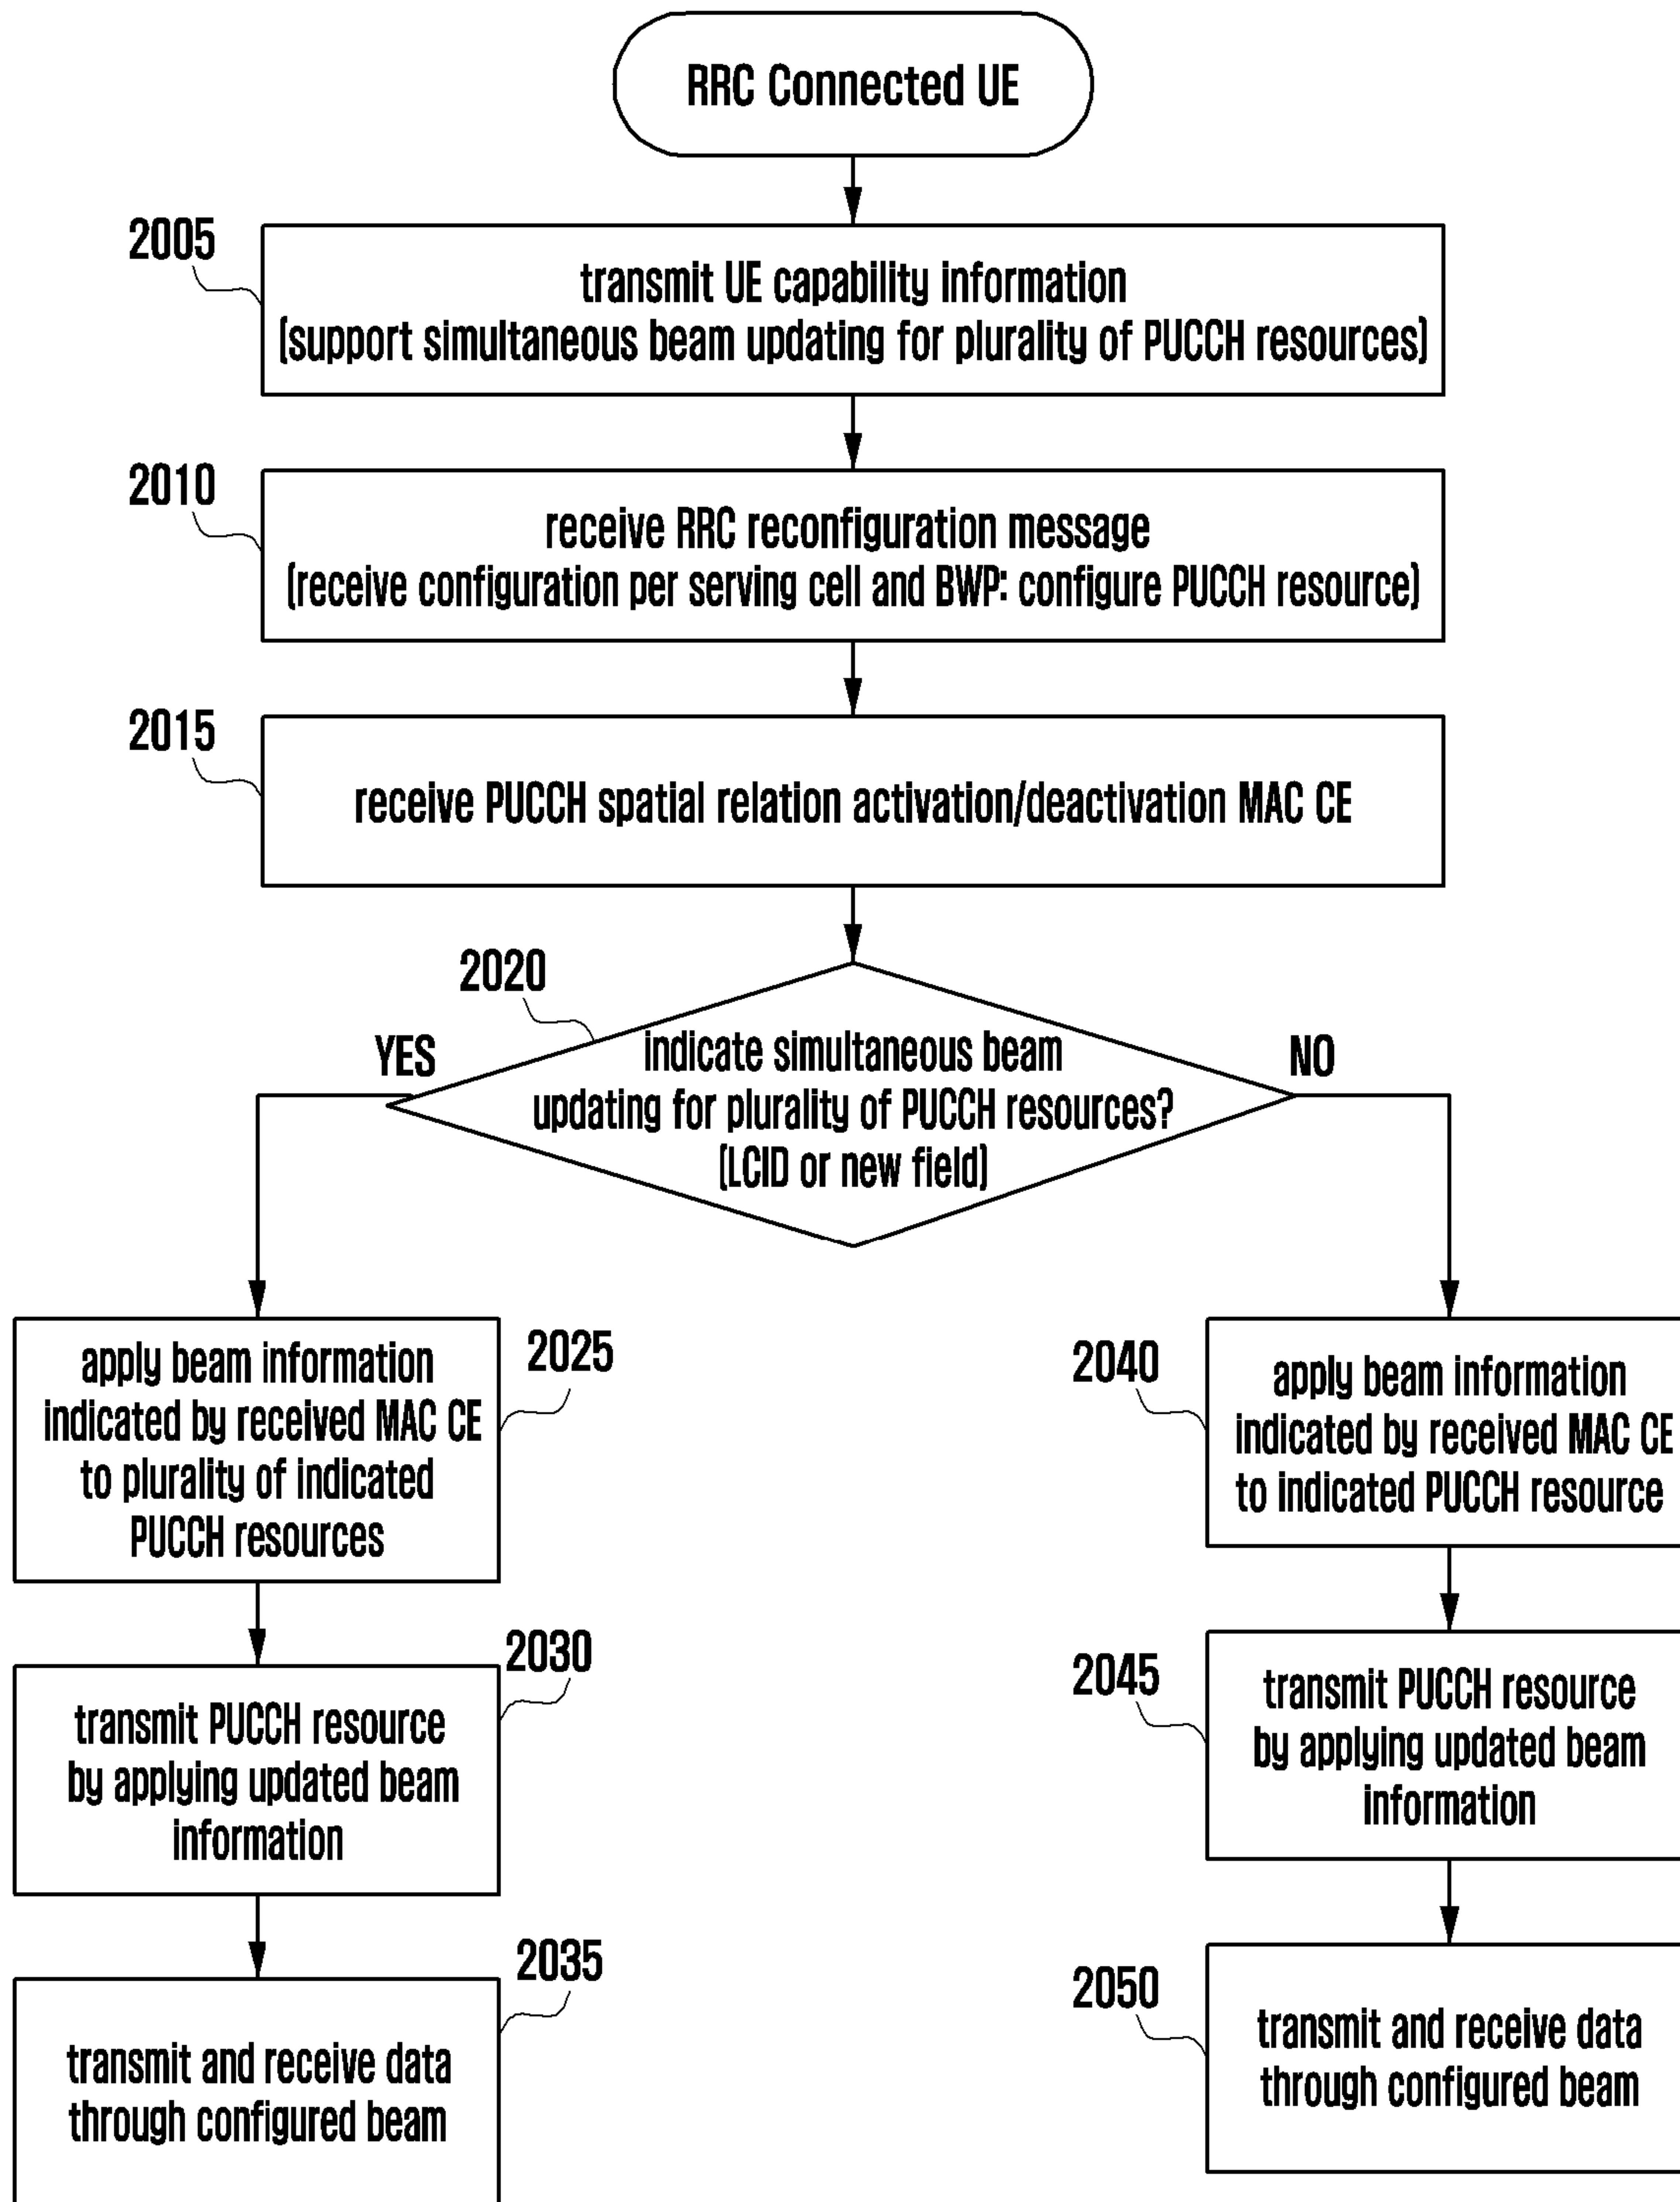 RRC Connected UE
2005
transmit UE capability information
(support simultaneous beam updating for plurality of PUCCH resources)
2010
receive RRC reconfiguration message
(receive configuration per serving cell and BWP: configure PUCCH resource)
2015
receive PUCCH spatial relation activation/deactivation MAC CE
2020
YES
NO
indicate simultaneous beam
updating for plurality of PUCCH resources?
(LCID or new field)
2025
apply beam information
indicated by received MAC CE
to plurality of indicated
PUCCH resources
2040
apply beam information
indicated by received MAC CE
to indicated PUCCH resource
2030
transmit PUCCH resource
by applying updated beam
information
2045
transmit PUCCH resource
by applying updated beam
information
2035
transmit and receive data
through configured beam
2050
transmit and receive data
through configured beam